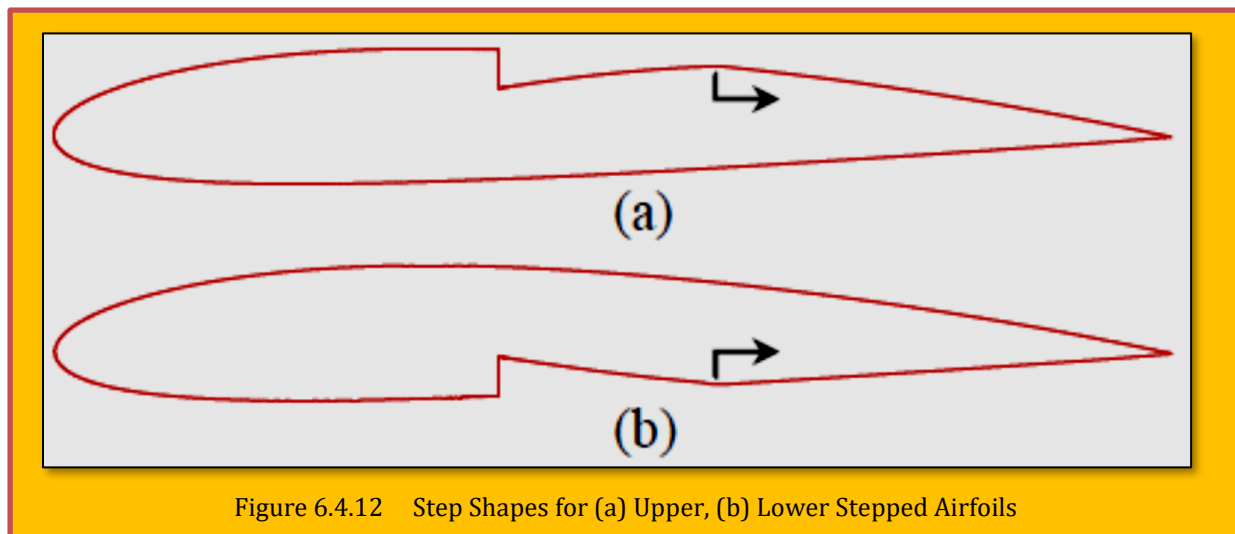 (a)
(b)
Figure 6.4.12 Step Shapes for (a) Upper, (b) Lower Stepped Airfoils